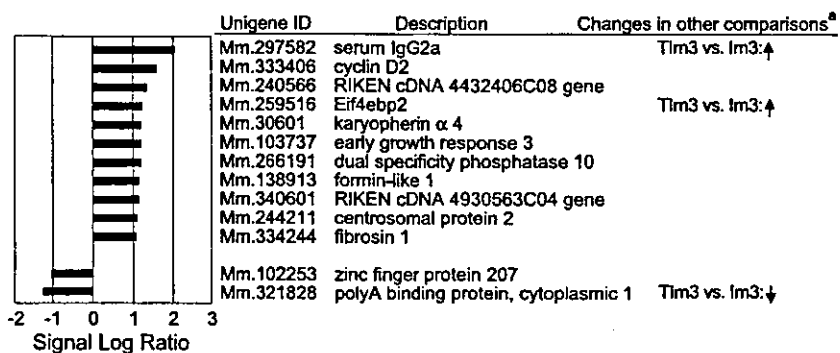 Unigene ID Description Changes in other comparisons a
Mm.297582 serum IgG2a TIm3 vs. Im3:↑
Mm.333406 cyclin D2
Mm.240566 RIKEN cDNA 4432406C08 gene
Mm.259516 Eif4ebp2 TIm3 vs. Im3:↑
Mm.30601 karyopherin α 4
Mm.103737 early growth response 3
Mm.266191 dual specificity phosphatase 10
Mm.138913 formin-like 1
Mm.340601 RIKEN cDNA 4930563C04 gene
Mm.244211 centrosomal protein 2
Mm.334244 fibrosin 1
Mm.102253 zinc finger protein 207
Mm.321828 polyA binding protein, cytoplasmic 1 TIm3 vs. Im3:↓
-2 -1 0 1 2 3
Signal Log Ratio